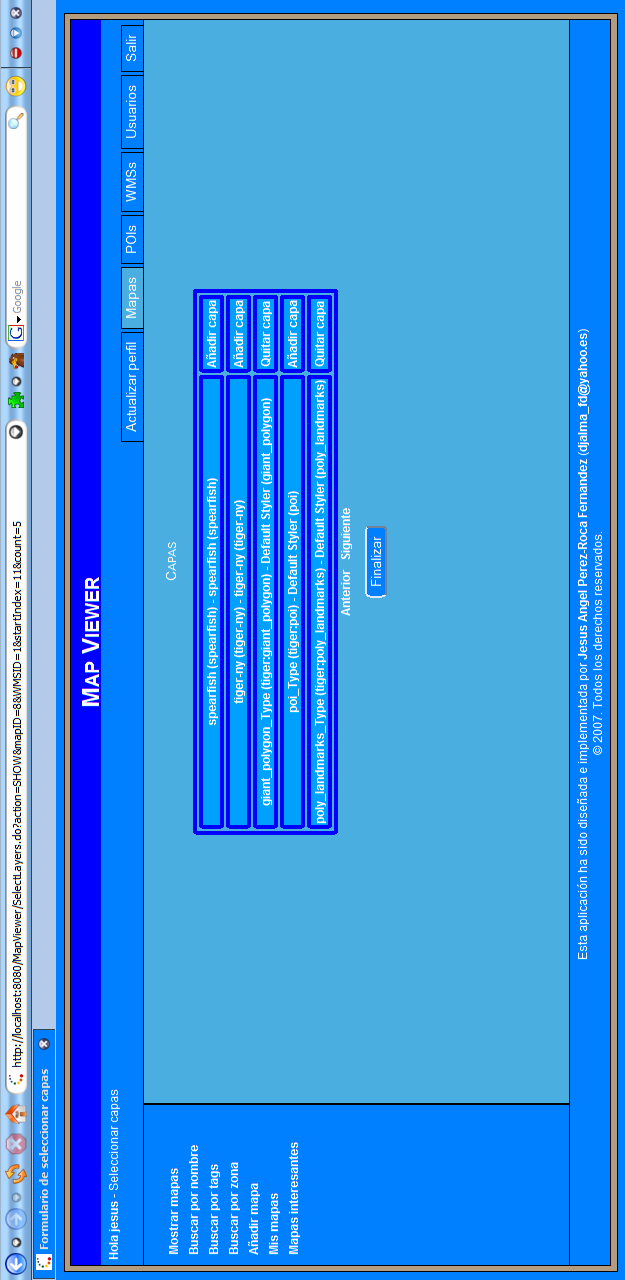 http://localhost:8080/MapViewer/SelectLayers.do?action=SHOW&mapID=8&WMSID=1&startIndex=11&count=5
G Google
Formulario de seleccionar capas
MAP VIEWER
Hola jesus - Seleccionar capas
Actualizar perfil
Mapas
POIs
WMSs
Usuarios
Salir
Mostrar mapas
Buscar por nombre
Buscar por tags
Buscar por zona
Añadir mapa
Mis mapas
Mapas interesantes
CAPAS
spearfish (spearfish) - spearfish (spearfish) Añadir capa
tiger-ny (tiger-ny) - tiger-ny (tiger-ny) Añadir capa
giant_polygon_Type (tiger:giant_polygon) - Default Styler (giant_polygon) Quitar capa
poi_Type (tiger:poi) - Default Styler (poi) Añadir capa
poly_landmarks_Type (tiger:poly_landmarks) - Default Styler (poly_landmarks) Quitar capa
Anterior Siguiente
Finalizar
Esta aplicación ha sido diseñada e implementada por Jesus Angel Perez-Roca Fernandez (djalma_fd@yahoo.es)
© 2007. Todos los derechos reservados.